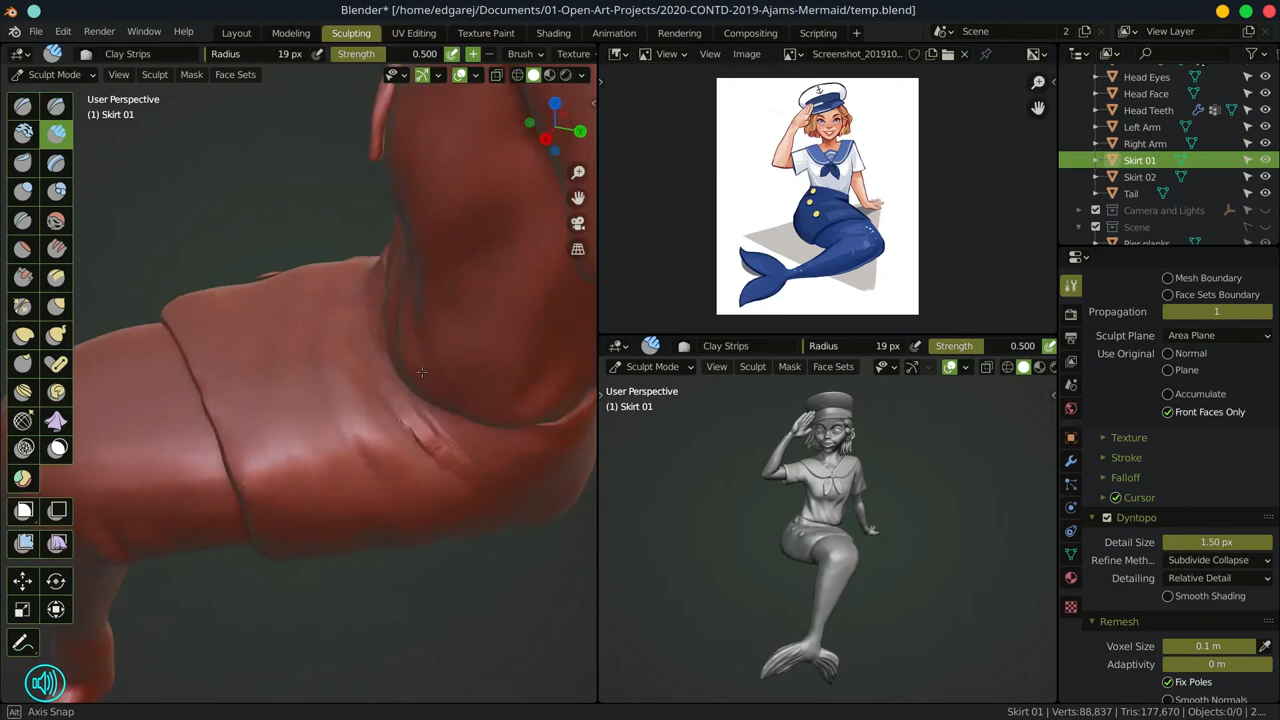 Blender* [/home/edgarej/Documents/01-Open-Art-Projects/2020-CONTD-2019-Ajams-Mermaid/temp.blend]
File Edit Render Window Help Layout Modeling Sculpting UV Editing Texture Paint Shading Animation Rendering Compositing Scripting + Scene 2 View Layer
Clay Strips Radius 19 px Strength 0.500 Brush Texture
Sculpt Mode View Sculpt Mask Face Sets
User Perspective
(1) Skirt 01
View View Image Screenshot_201910...
Head Eyes
Head Face
Head Teeth
Left Arm
Right Arm
Skirt 01
Skirt 02
Tail
Camera and Lights
Scene
Pier planks
Clay Strips Radius 19 px Strength 0.500
Sculpt Mode View Sculpt Mask Face Sets
User Perspective
(1) Skirt 01
Mesh Boundary
Face Sets Boundary
Propagation 1
Sculpt Plane Area Plane
Use Original Normal
Plane
Accumulate
Front Faces Only
Texture
Stroke
Falloff
Cursor
Dyntopo
Detail Size 1.50 px
Refine Meth... Subdivide Collapse
Detailing Relative Detail
Smooth Shading
Remesh
Voxel Size 0.1 m
Adaptivity 0 m
Fix Poles
Smooth Normals
Alt Axis Snap
Skirt 01 | Verts:88,837 | Tris:177,670 | Objects:0/0 | 2....